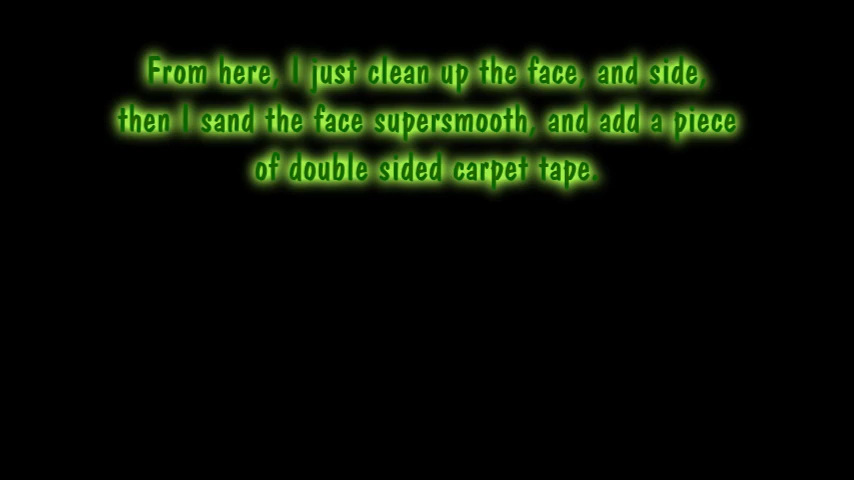 From here, I just clean up the face, and side,
then I sand the face supersmooth, and add a piece
of double sided carpet tape.